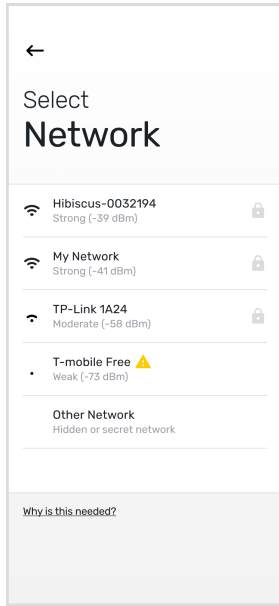 Select
Network
Hibiscus-0032194
Strong (-39 dBm)
My Network
Strong (-41 dBm)
TP-Link 1A24
Moderate (-58 dBm)
T-mobile Free
Weak (-73 dBm)
Other Network
Hidden or secret network
Why is this needed?